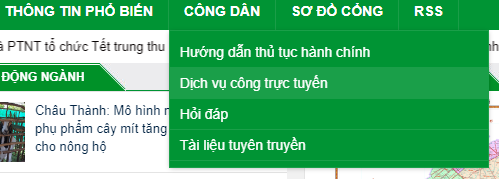 THÔNG TIN PHỔ BIẾN CÔNG DÂN SƠ ĐỒ CỔNG RSS
PTNT tổ chức Tết trung thu
ĐỘNG NGÀNH
Châu Thành: Mô hình
phụ phẩm cây mít tăng
cho nông hộ
Hướng dẫn thủ tục hành chính
Dịch vụ công trực tuyến
Hỏi đáp
Tài liệu tuyên truyền